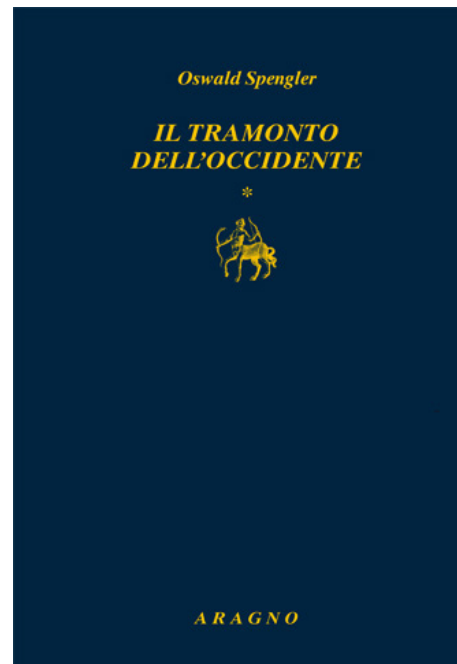 Oswald Spengler
IL TRAMONTO
DELL'OCCIDENTE
*
ARAGNO